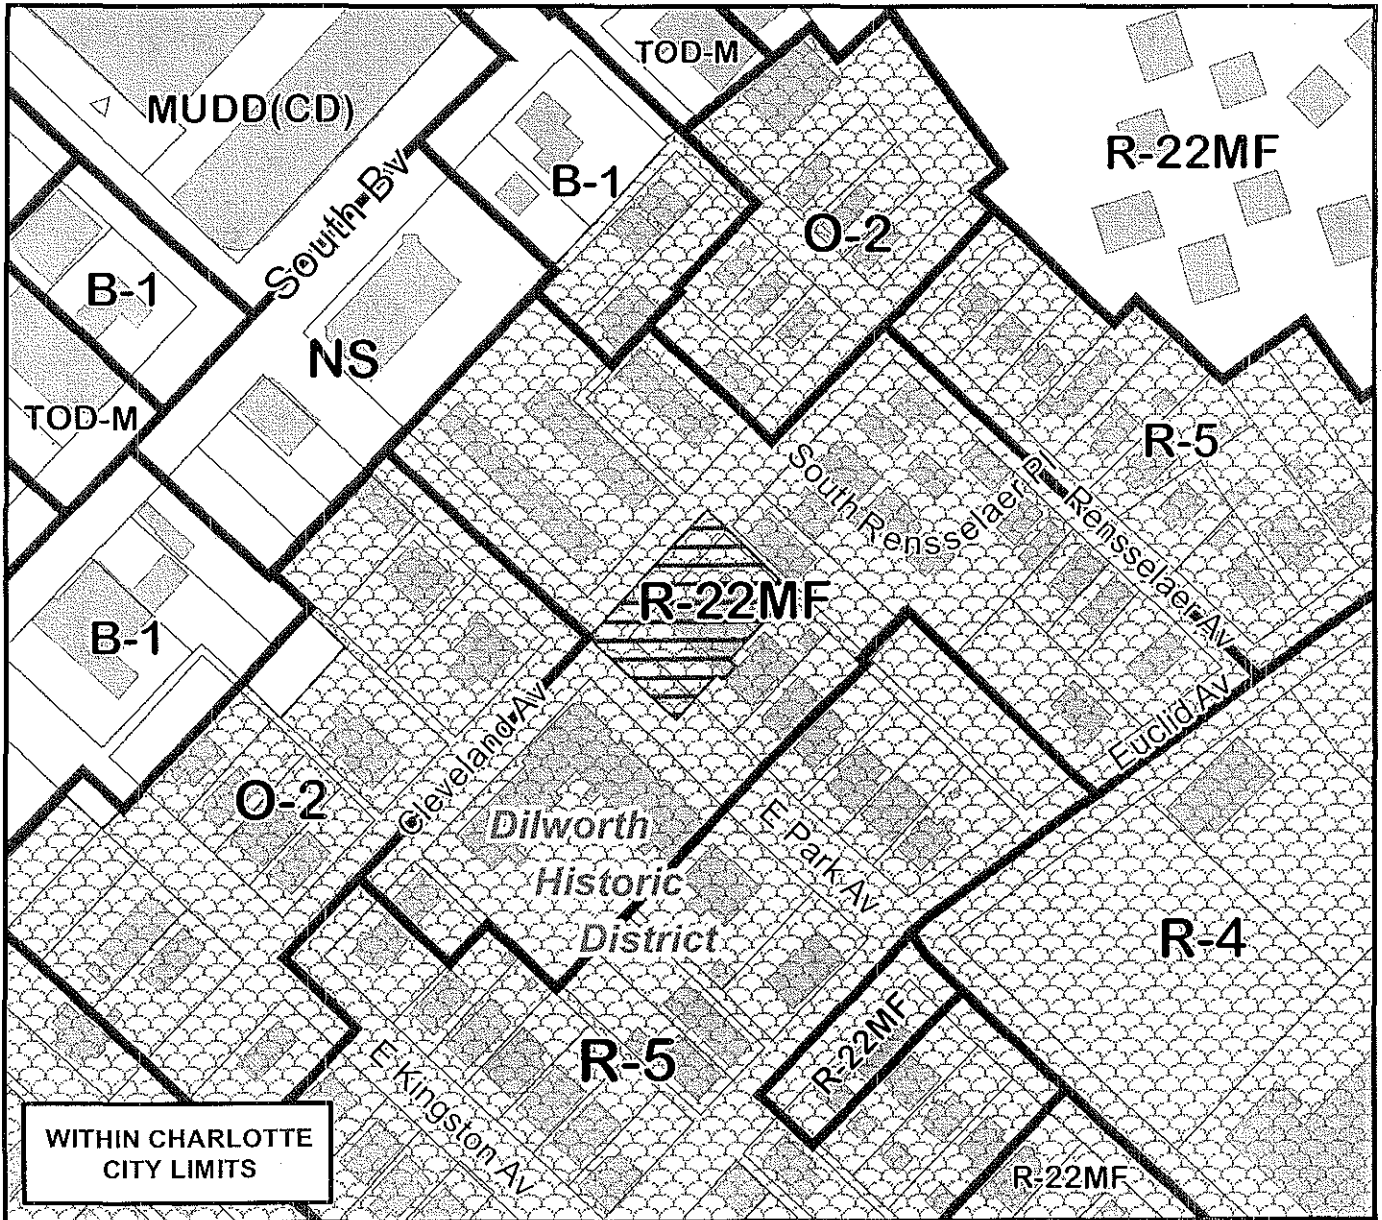 TOD-M
MUDD(CD)
R-22MF
B-1
South Bv
O-2
B-1
NS
TOD-M
R-5
South Rensselaer
Rensselaer Av
R-22MF
B-1
Cleveland Av
Euclid Av
O-2
Dilworth
Historic
District
E Park Av
R-4
R-22MF
R-5
E Kingston Av
WITHIN CHARLOTTE
CITY LIMITS
R-22MF